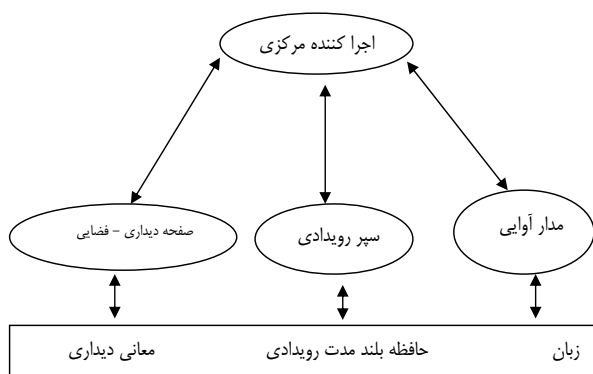 اجرا کننده مرکزی
مدار آوایی
سپر رویدادی
صفحه دیداری – فضایی
زبان
حافظه بلند مدت رویدادی
معانی دیداری